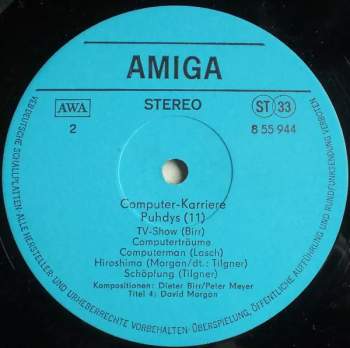 AMIGA
AWA
STEREO
ST 33
2
8 55 944
Computer-Karriere
Puhdys (11)
TV-Show (Birr)
Computerträume
Computerman (Lasch)
Hiroshima (Morgan/dt.: Tilgner)
Schöpfung (Tilgner)
Kompositionen: Dieter Birr/Peter Meyer
Titel 4: David Morgan
VEB DEUTSCHE SCHALLPLATTEN · ALLE HERSTELLER- UND URHEBERRECHTE VORBEHALTEN · ÜBERSPIELUNG, ÖFFENTLICHE AUFFÜHRUNG UND RUNDFUNKSENDUNG VERBOTEN